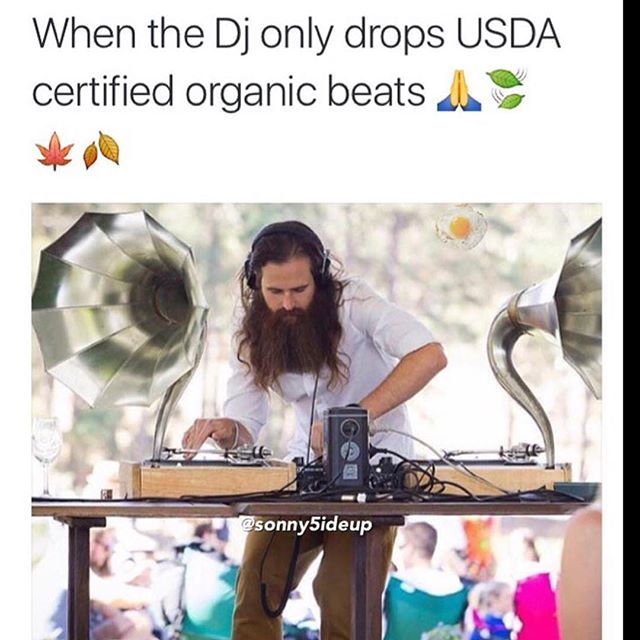 When the Dj only drops USDA
certified organic beats 🙏🍃
🍁🍂
@sonny5ideup